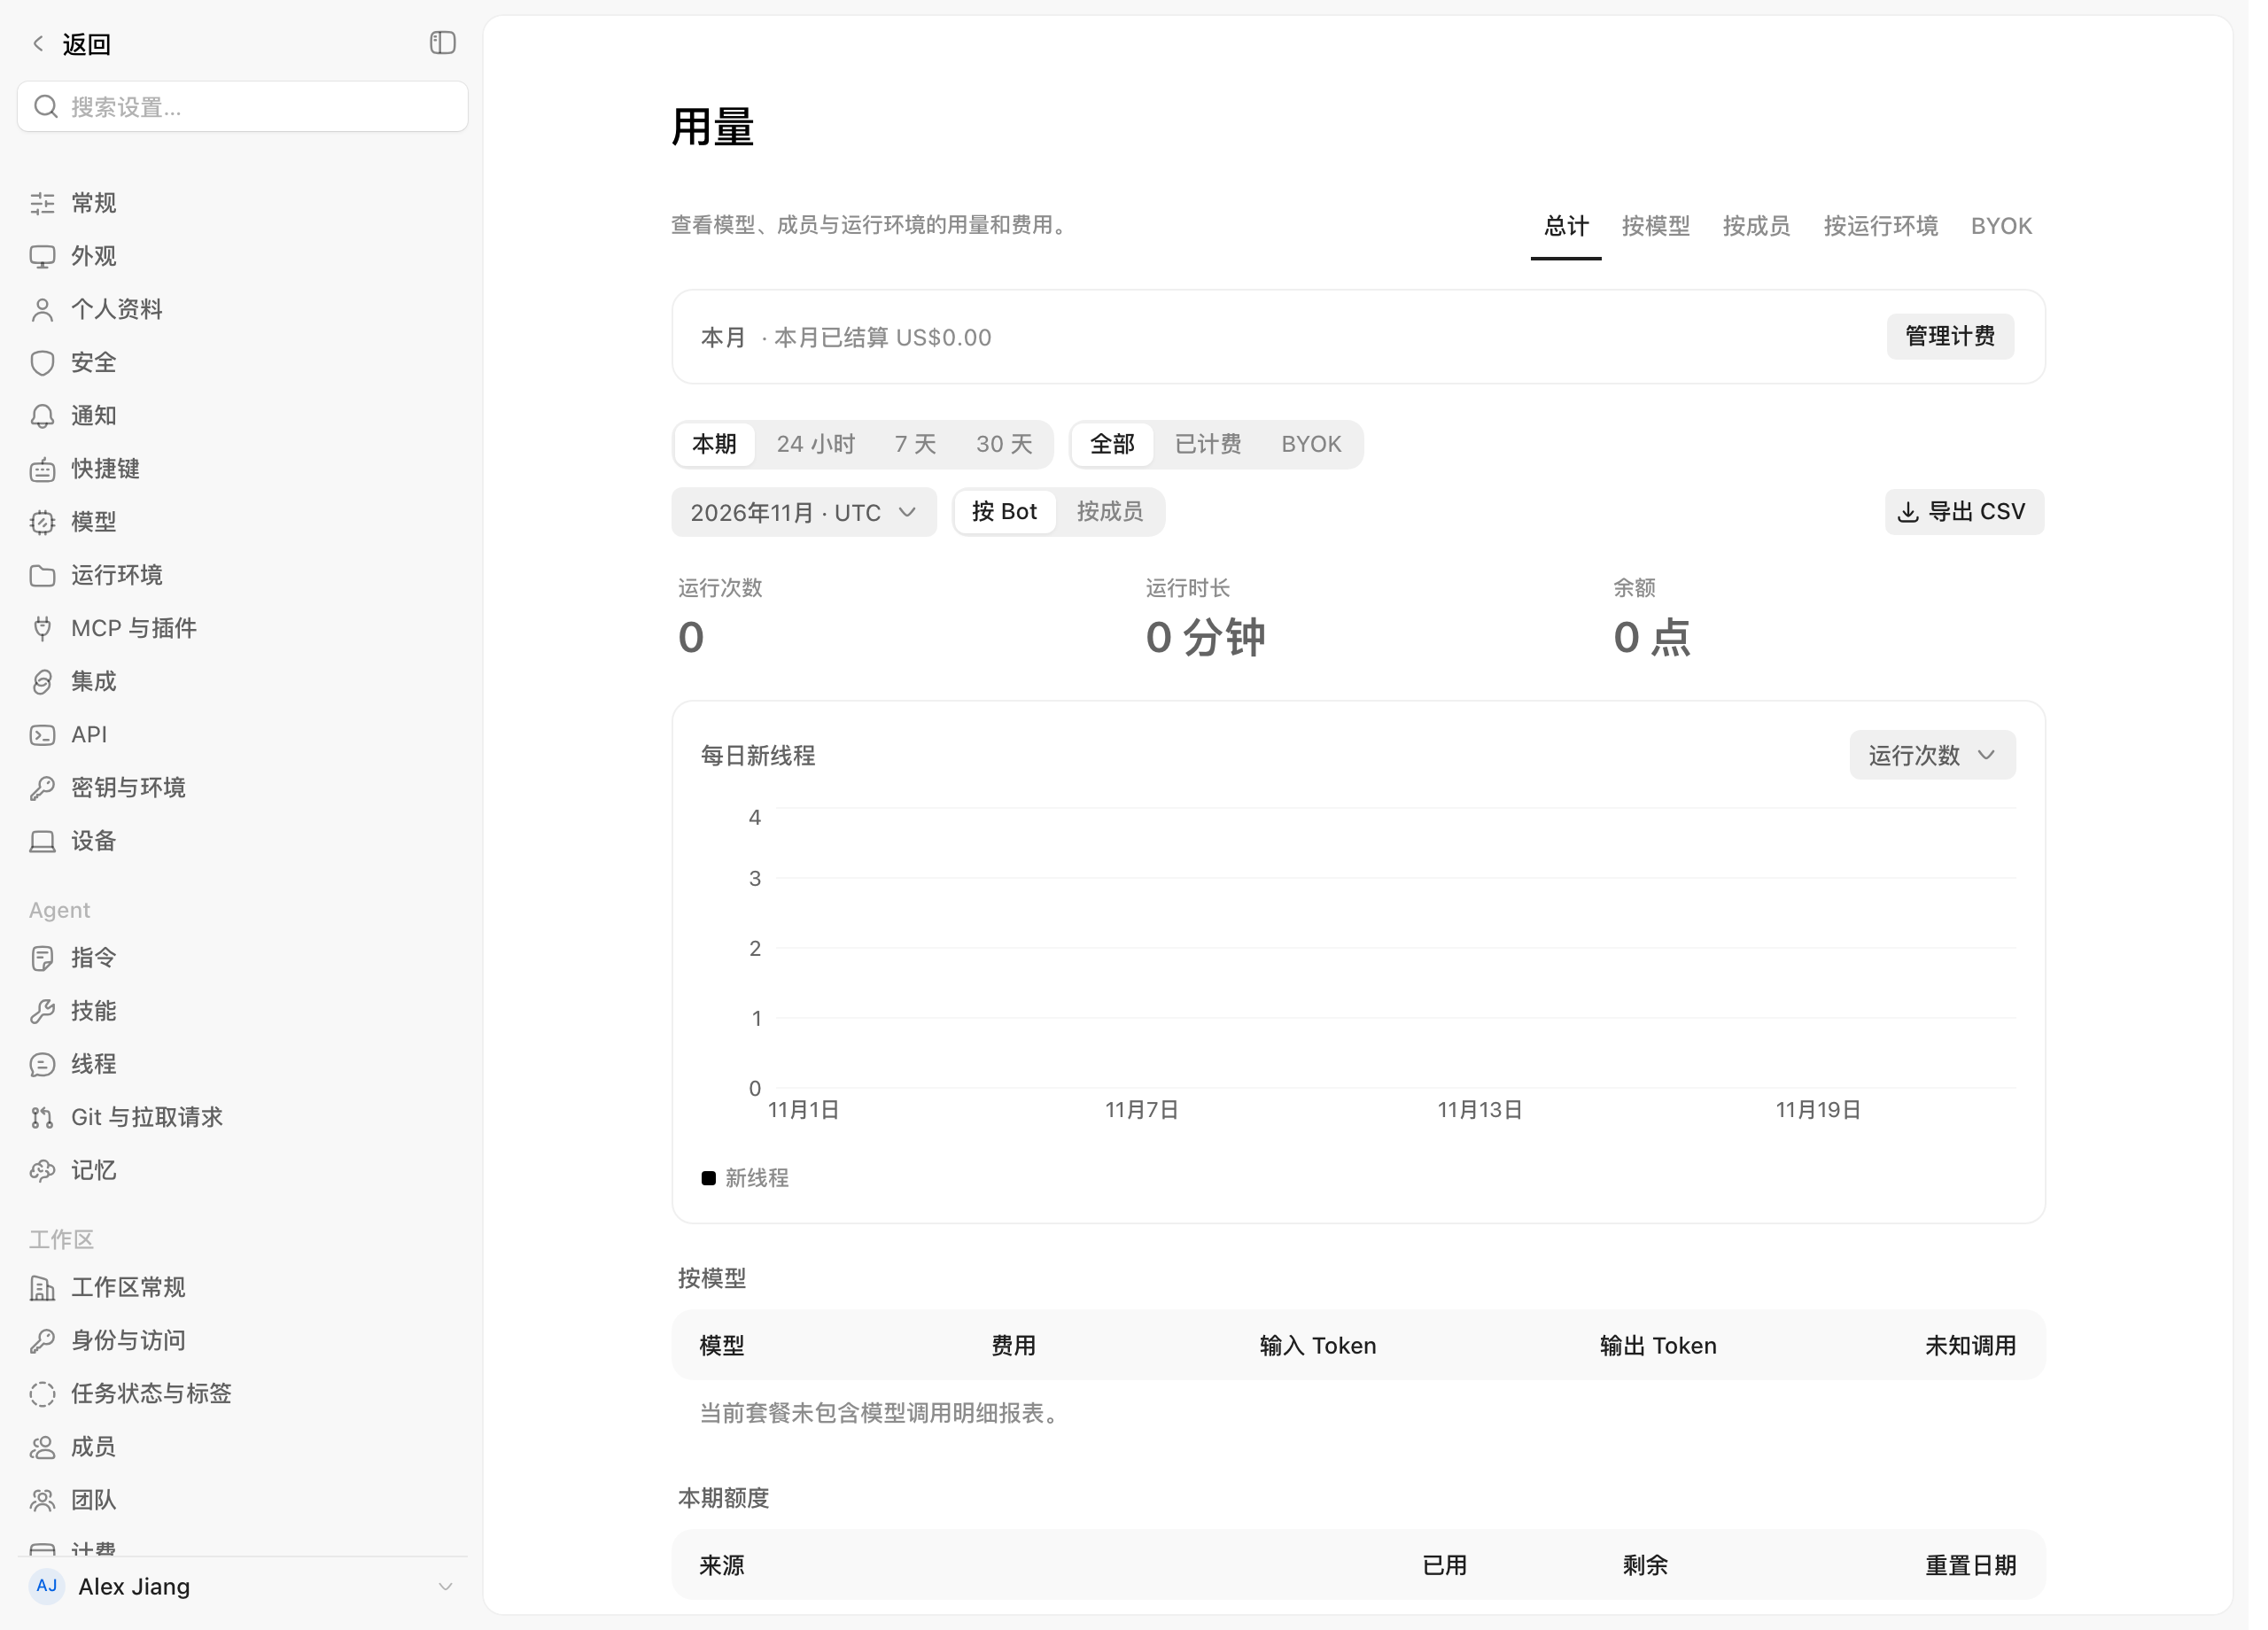 返回
搜索设置...
常规
外观
个人资料
安全
通知
快捷键
模型
运行环境
MCP 与插件
集成
API
密钥与环境
设备
Agent
指令
技能
线程
Git 与拉取请求
记忆
工作区
工作区常规
身份与访问
任务状态与标签
成员
团队
计费
AJ Alex Jiang
用量
查看模型、成员与运行环境的用量和费用。
总计 按模型 按成员 按运行环境 BYOK
本月 · 本月已结算 US$0.00
管理计费
本期 24 小时 7 天 30 天 全部 已计费 BYOK
2026年11月 · UTC 按 Bot 按成员 导出 CSV
运行次数 运行时长 余额
0 0 分钟 0 点
每日新线程 运行次数
4
3
2
1
0
11月1日 11月7日 11月13日 11月19日
新线程
按模型
模型 费用 输入 Token 输出 Token 未知调用
当前套餐未包含模型调用明细报表。
本期额度
来源 已用 剩余 重置日期